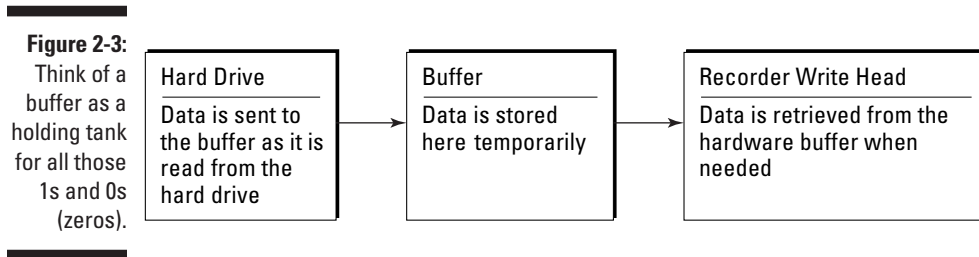 Figure 2-3:
Think of a
buffer as a
holding tank
for all those
1s and 0s
(zeros).
Hard Drive
Data is sent to
the buffer as it is
read from the
hard drive
Buffer
Data is stored
here temporarily
Recorder Write Head
Data is retrieved from the
hardware buffer when
needed